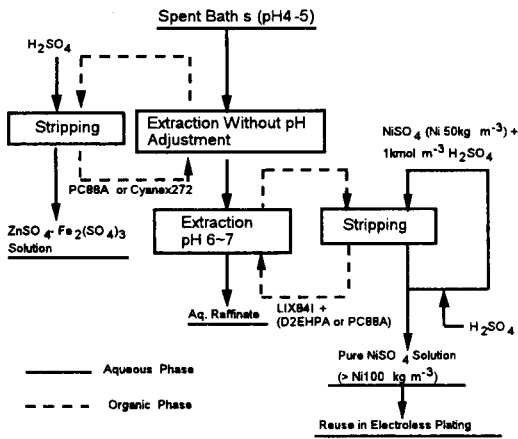 Spent Bath s (pH4-5)
H2SO4
Stripping
Extraction Without pH
Adjustment
NiSO4 (Ni 50kg m-3) +
1kmol m-3 H2SO4
PC88A or Cyanex272
ZnSO4- Fe2(SO4)3
Solution
Extraction
pH 6~7
Stripping
Aq. Raffinate
LIX84I +
(D2EHPA or PC88A)
H2SO4
Pure NiSO4 Solution
(> Ni100 kg m-3)
Aqueous Phase
Organic Phase
Reuse in Electroless Plating